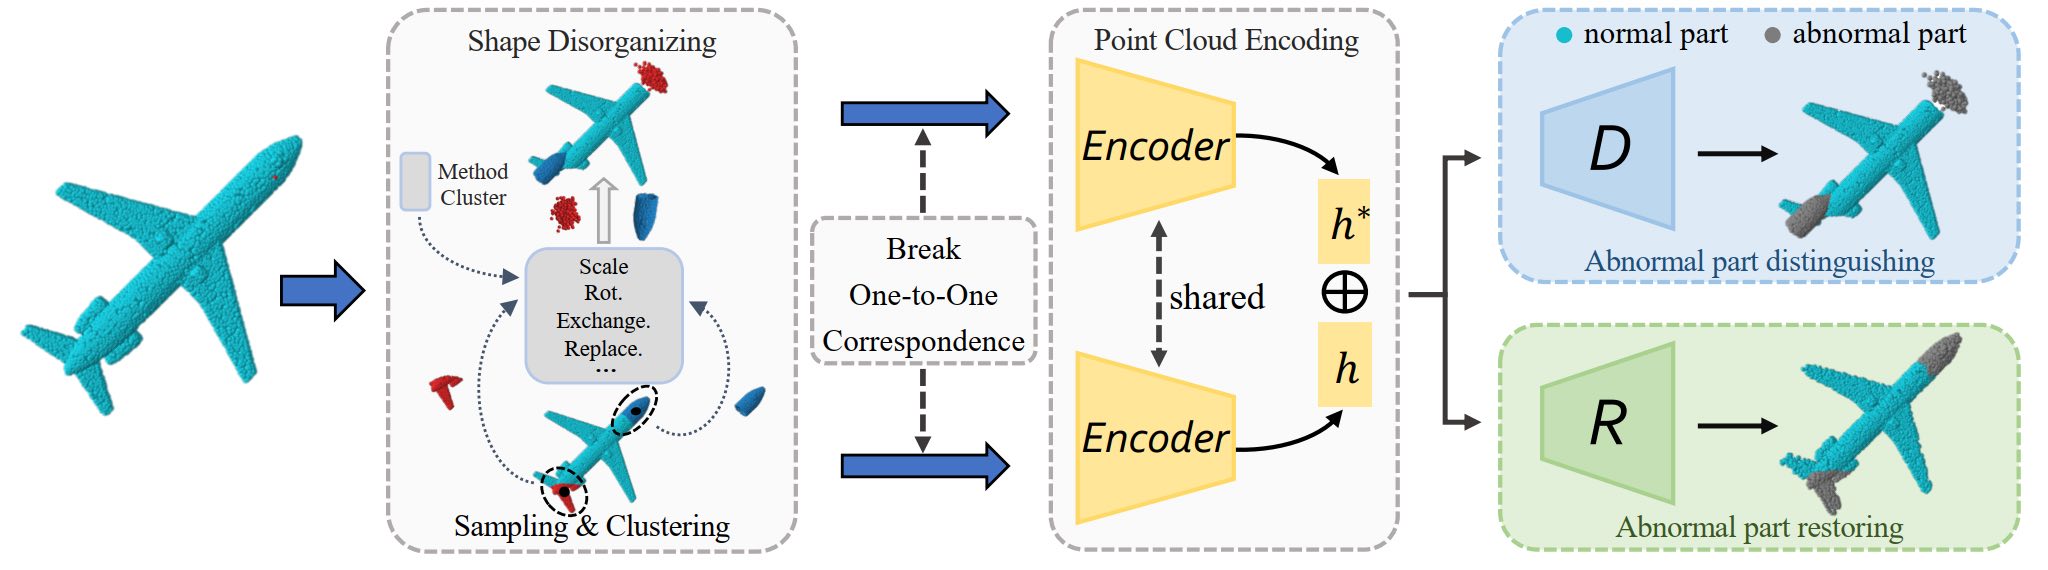 Shape Disorganizing
Method
Cluster
Scale
Rot.
Exchange.
Replace.
...
Sampling & Clustering
Break
One-to-One
Correspondence
Point Cloud Encoding
Encoder
h*
⊕
shared
h
Encoder
normal part
abnormal part
D
Abnormal part distinguishing
R
Abnormal part restoring